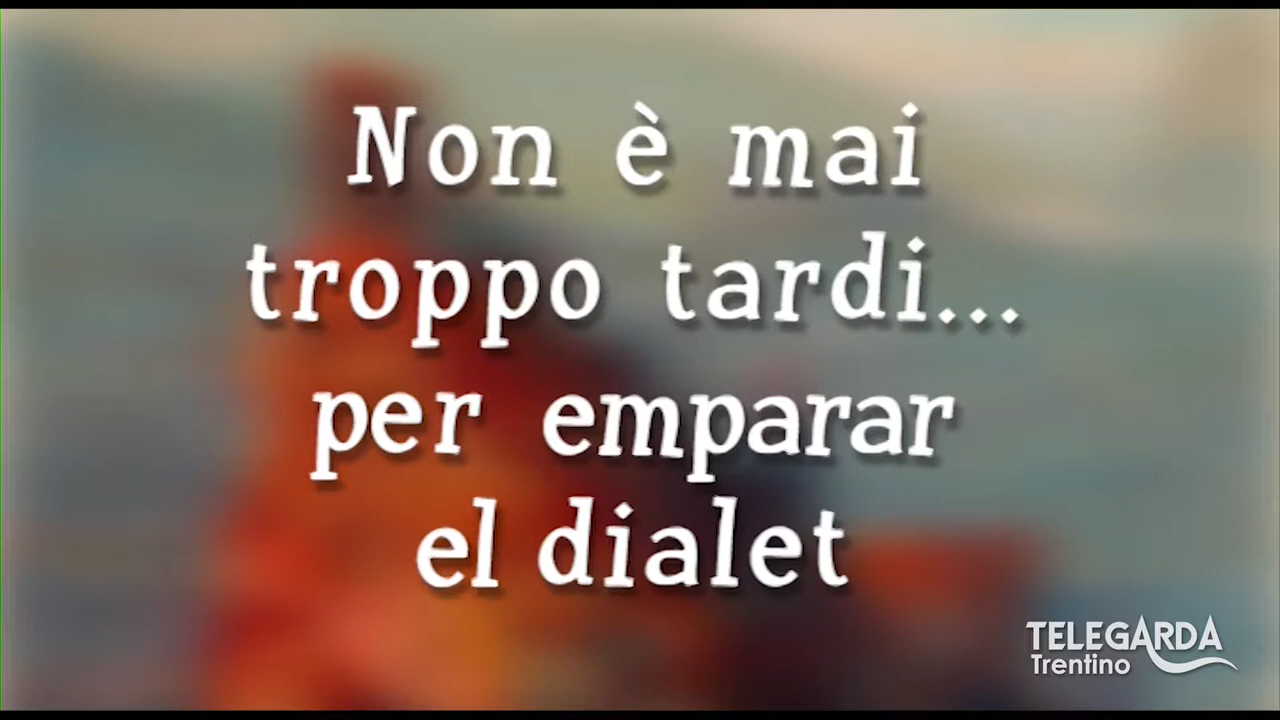 Non è mai
troppo tardi...
per emparar
el dialet
TELEGARDA
Trentino